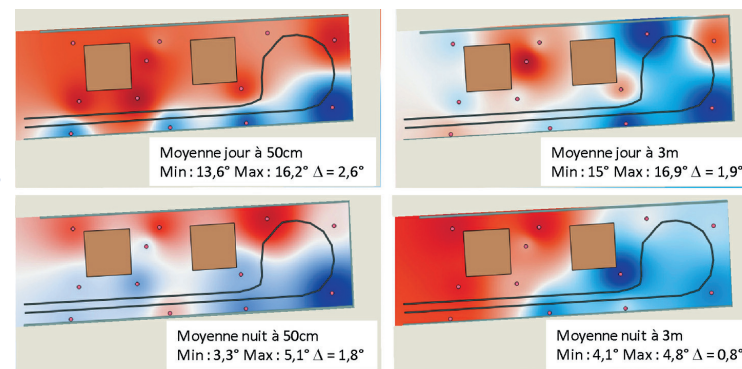 Moyenne jour à 50cm
Min : 13,6° Max : 16,2° Δ = 2,6°
Moyenne jour à 3m
Min : 15° Max : 16,9° Δ = 1,9°
Moyenne nuit à 50cm
Min : 3,3° Max : 5,1° Δ = 1,8°
Moyenne nuit à 3m
Min : 4,1° Max : 4,8° Δ = 0,8°